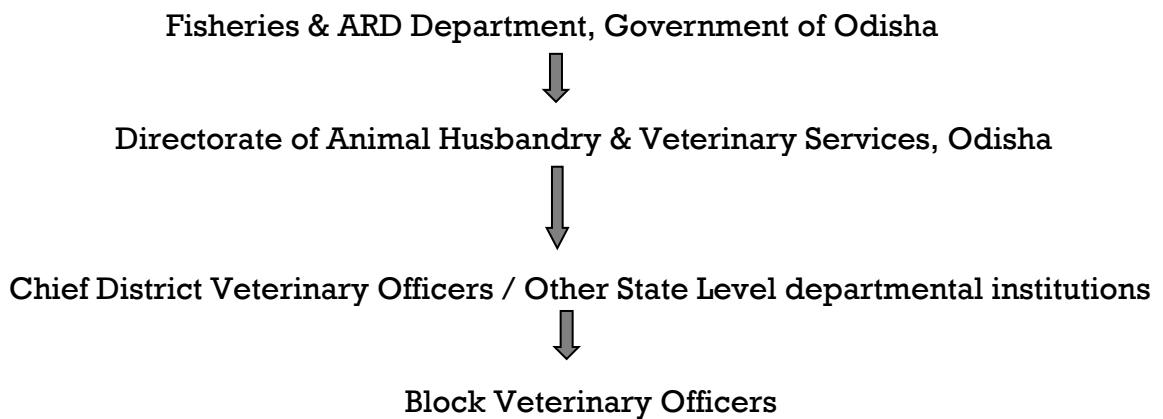 Fisheries & ARD Department, Government of Odisha
Directorate of Animal Husbandry & Veterinary Services, Odisha
Chief District Veterinary Officers / Other State Level departmental institutions
Block Veterinary Officers